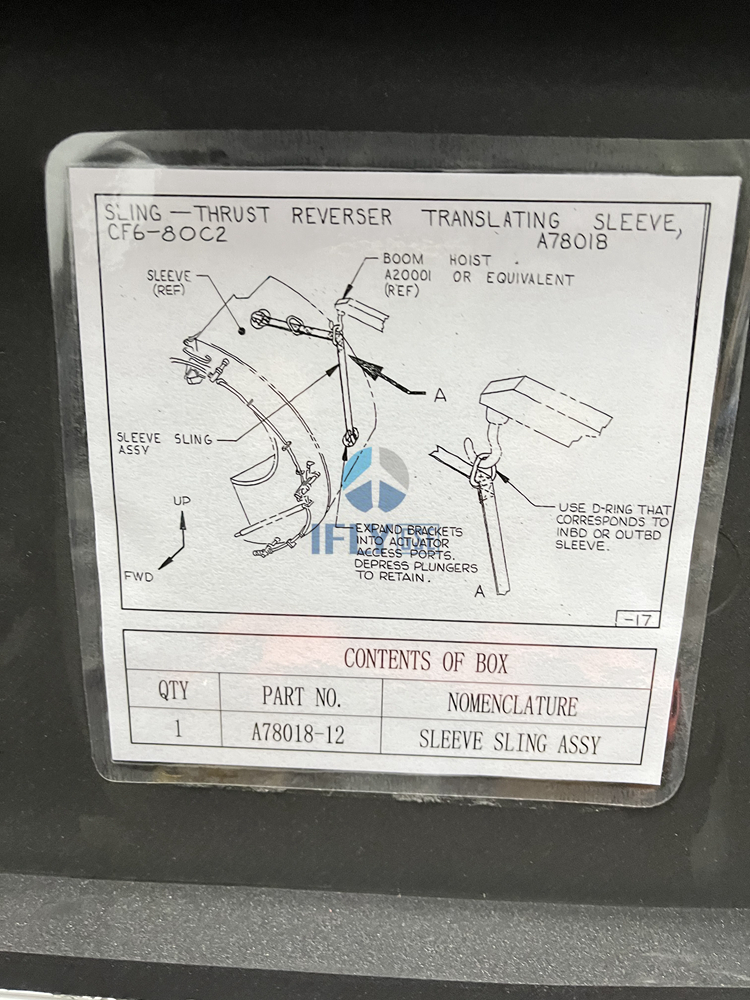 SLING — THRUST REVERSER TRANSLATING SLEEVE,
CF6-80C2 A78018
BOOM HOIST .
A20001 OR EQUIVALENT
(REF)
SLEEVE
(REF)
A
SLEEVE SLING
ASSY
UP
FWD
EXPAND BRACKETS
INTO ACTUATOR
ACCESS PORTS.
DEPRESS PLUNGERS
TO RETAIN.
USE D-RING THAT
CORRESPONDS TO
INBD OR OUTBD
SLEEVE.
A
-17
CONTENTS OF BOX
QTY PART NO. NOMENCLATURE
1 A78018-12 SLEEVE SLING ASSY